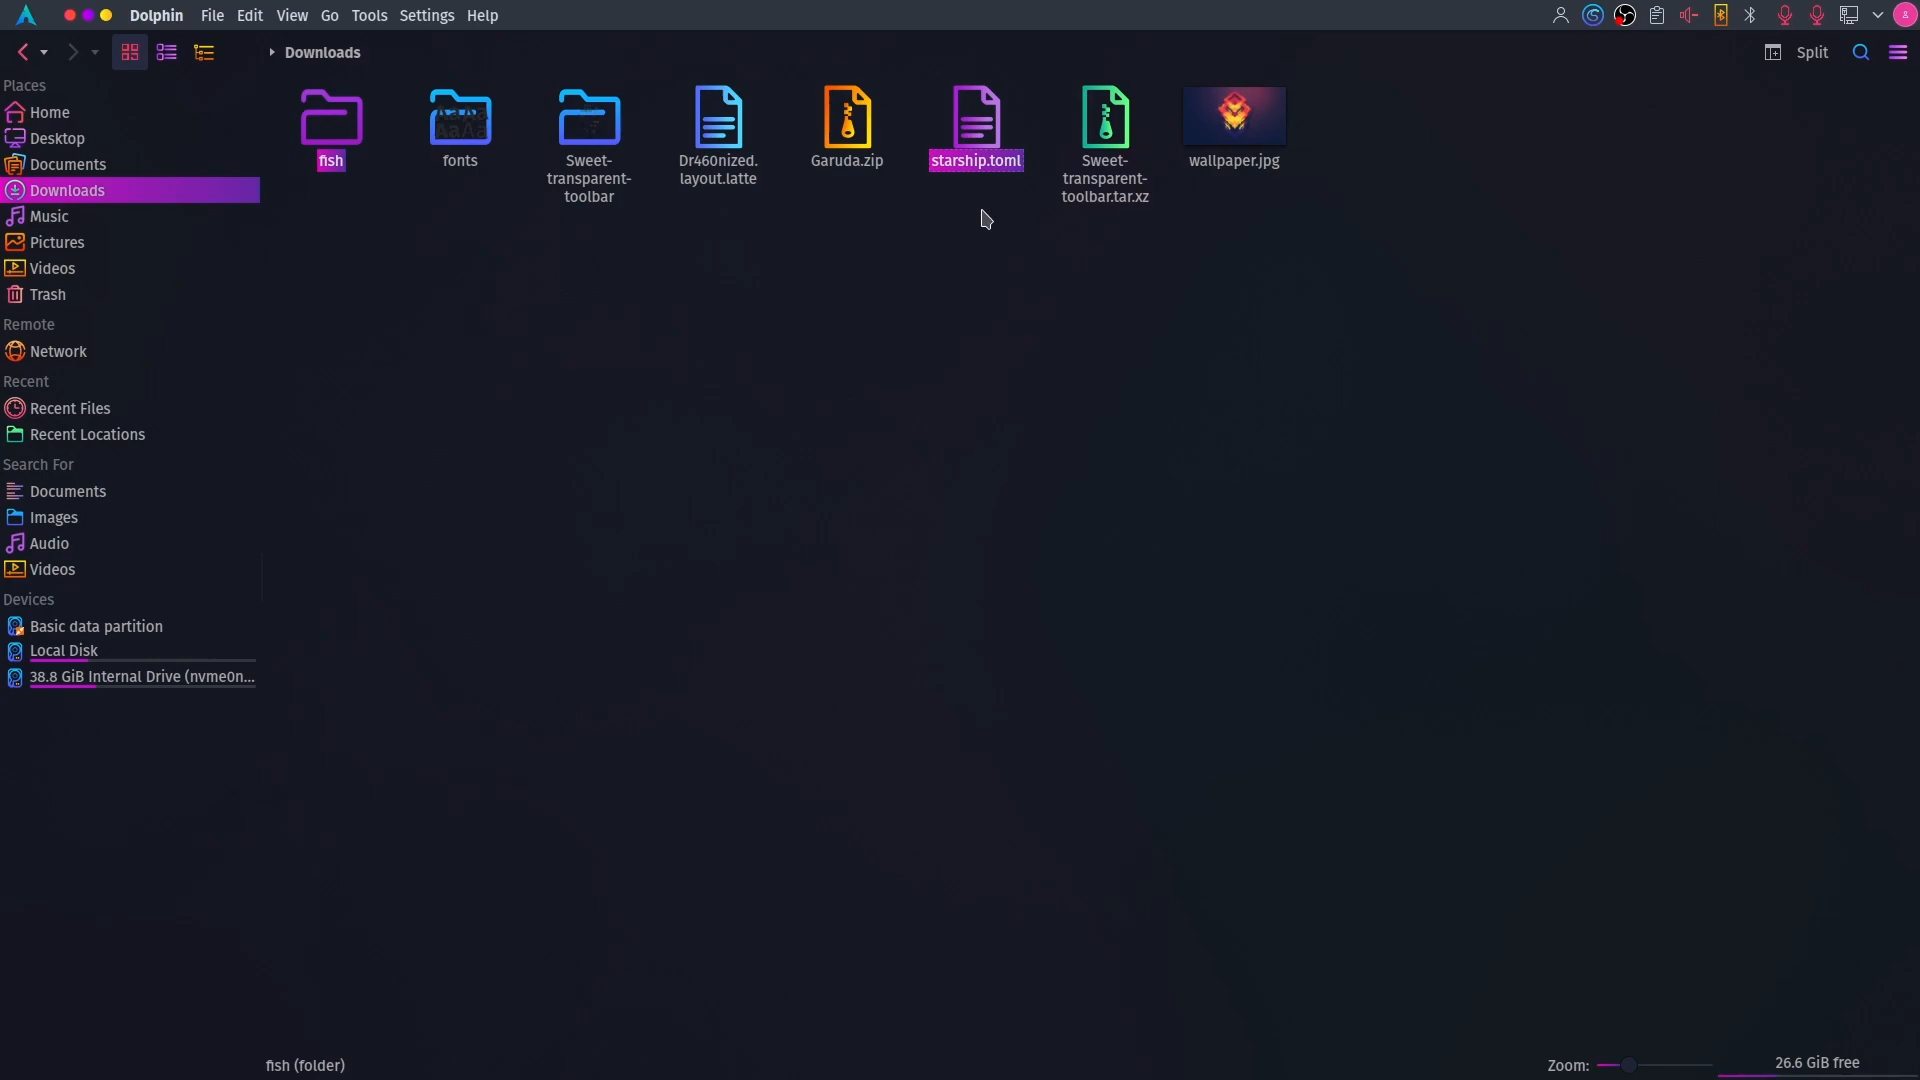 Dolphin File Edit View Go Tools Settings Help
Downloads
Split
Places
Home
Desktop
Documents
Downloads
Music
Pictures
Videos
Trash
Remote
Network
Recent
Recent Files
Recent Locations
Search For
Documents
Images
Audio
Videos
Devices
Basic data partition
Local Disk
38.8 GiB Internal Drive (nvme0n...
fish
fonts
Sweet-
transparent-
toolbar
Dr460nized.
layout.latte
Garuda.zip
starship.toml
Sweet-
transparent-
toolbar.tar.xz
wallpaper.jpg
fish (folder)
Zoom:
26.6 GiB free